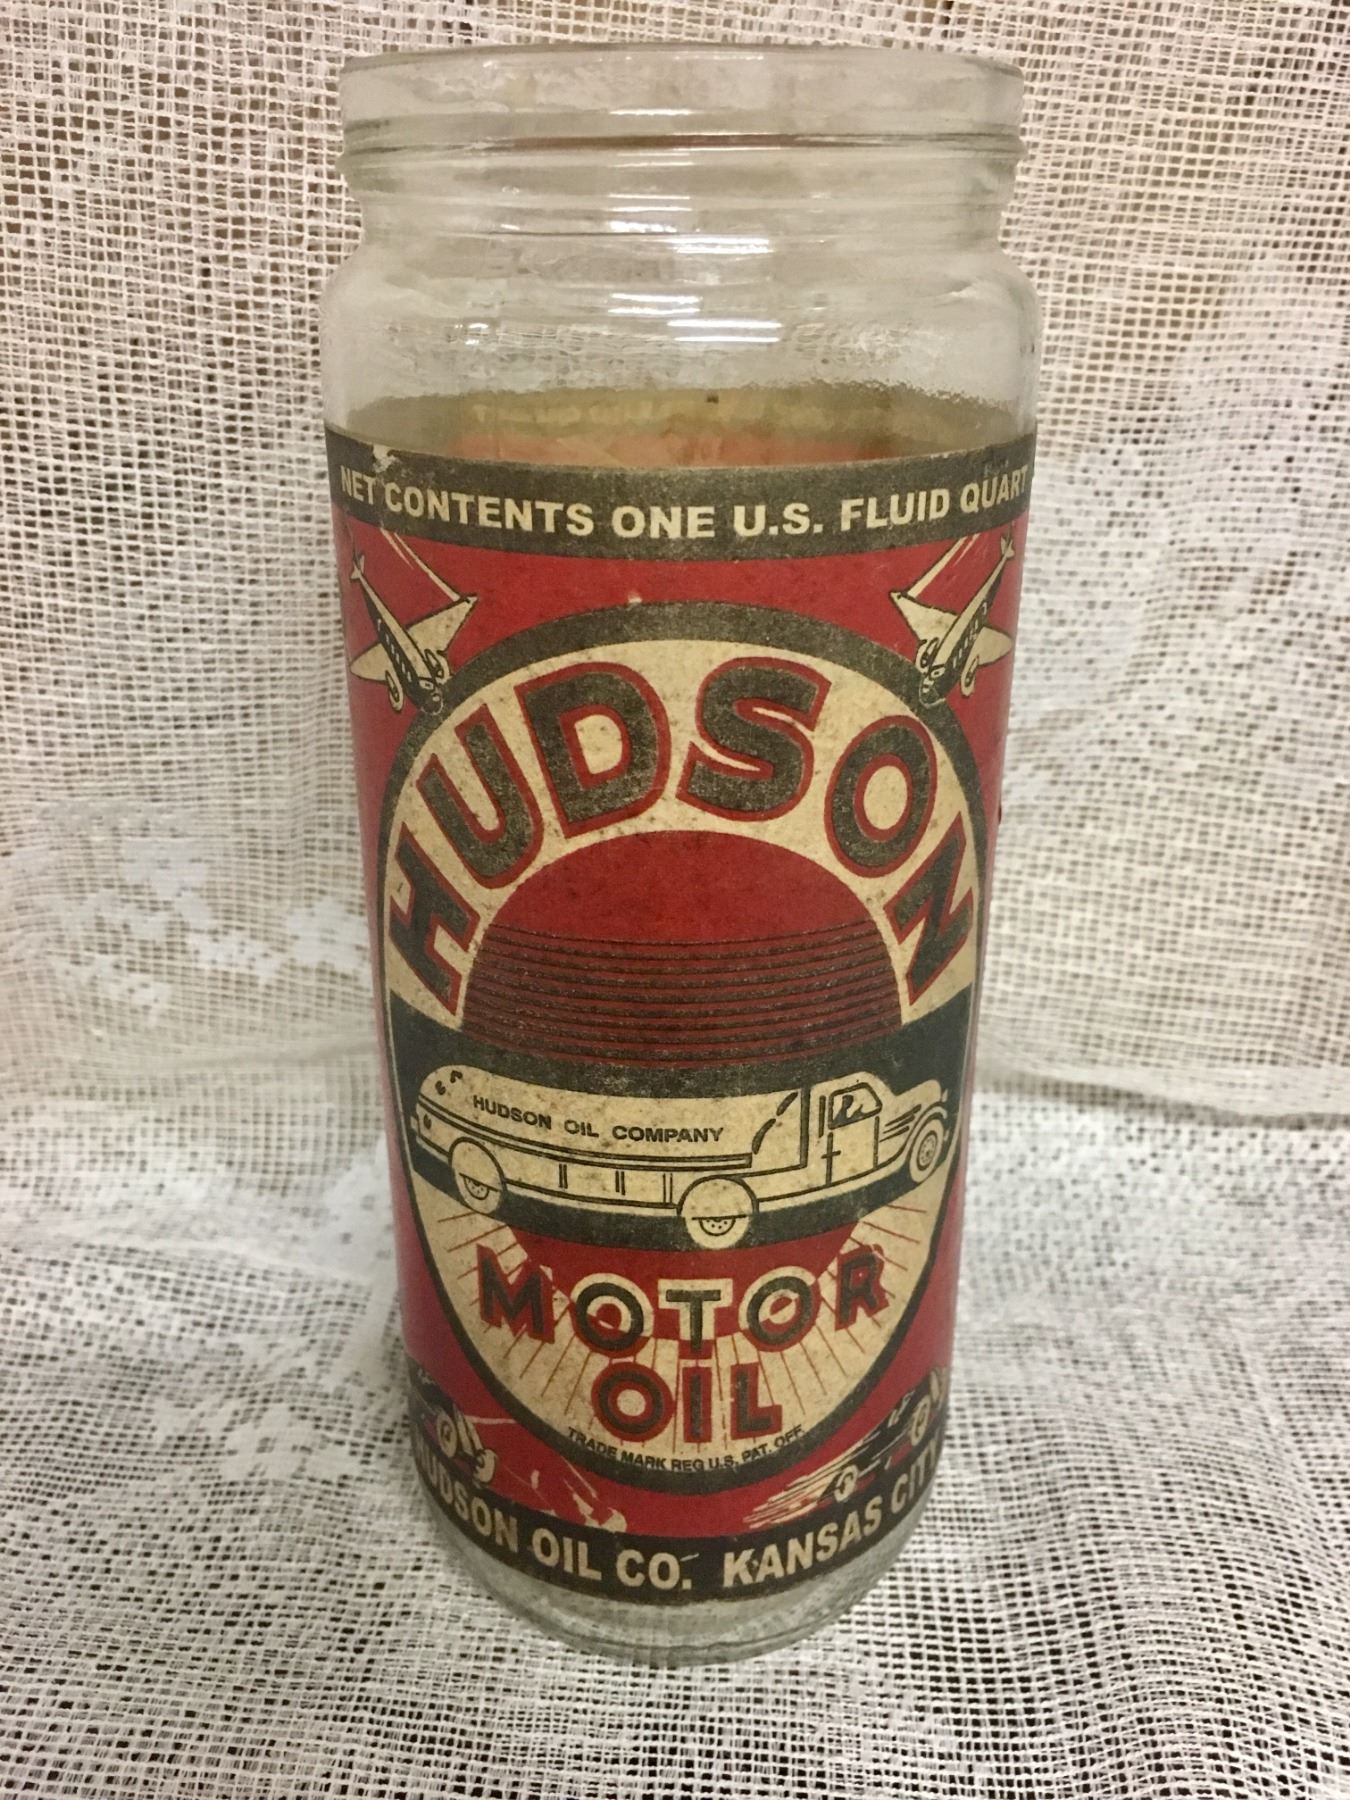 NET CONTENTS ONE U.S. FLUID QUART
HUDSON
HUDSON OIL COMPANY
MOTOR
OIL
TRADE MARK REG U.S. PAT. OFF.
HUDSON OIL CO. KANSAS CITY